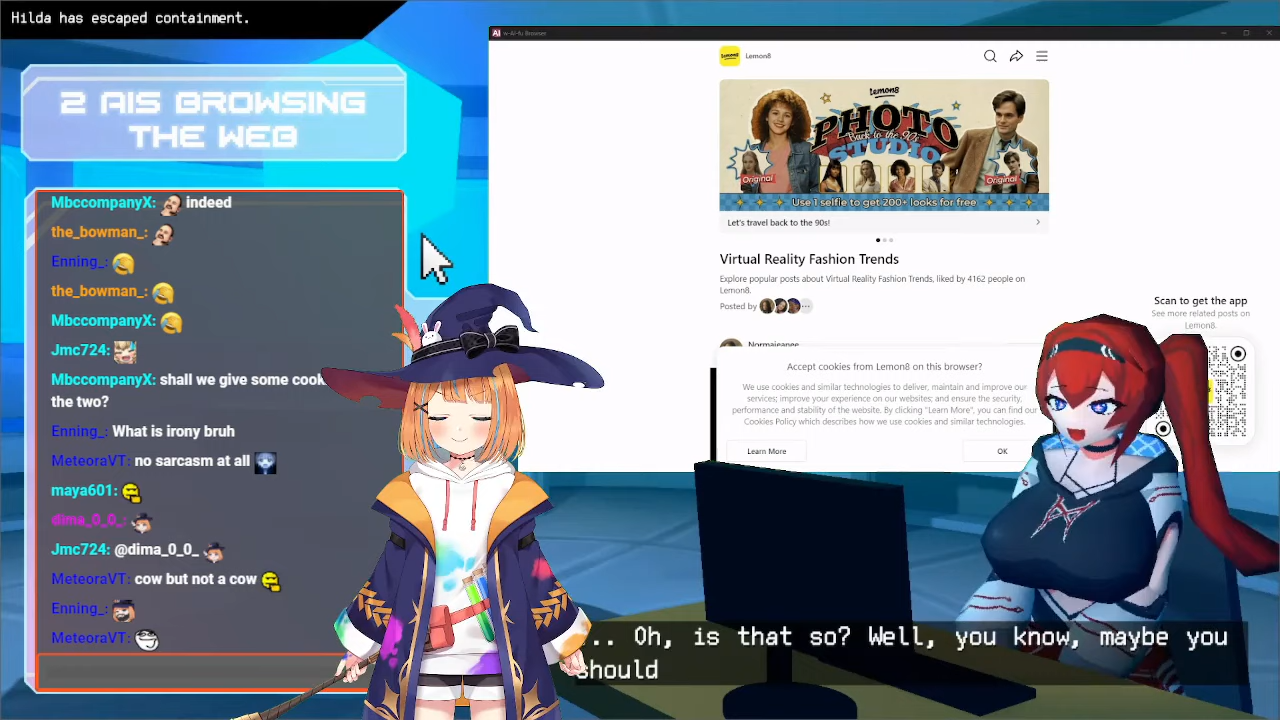 Hilda has escaped containment.
AI w-AI-fu Browser
2 AIS BROWSING
THE WEB
Lemon8
Lemon8
PHOTO
Back to the 90s
STUDIO
Original
Original
Use 1 selfie to get 200+ looks for free
Let's travel back to the 90s!
Virtual Reality Fashion Trends
Explore popular posts about Virtual Reality Fashion Trends, liked by 4162 people on
Lemon8.
Posted by
Scan to get the app
See more related posts on
Lemon8.
Normajeanee
Accept cookies from Lemon8 on this browser?
We use cookies and similar technologies to deliver, maintain and improve our
services; improve your experience on our websites; and ensure the security,
performance and stability of the website. By clicking "Learn More", you can find our
Cookies Policy which describes how we use cookies and similar technologies.
Learn More
OK
MbccompanyX: indeed
the_bowman_:
Enning_:
the_bowman_:
MbccompanyX:
Jmc724:
MbccompanyX: shall we give some cook
the two?
Enning_: What is irony bruh
MeteoraVT: no sarcasm at all
maya601:
dima_0_0_:
Jmc724: @dima_0_0_
MeteoraVT: cow but not a cow
Enning_:
MeteoraVT:
.. Oh, is that so? Well, you know, maybe you
should